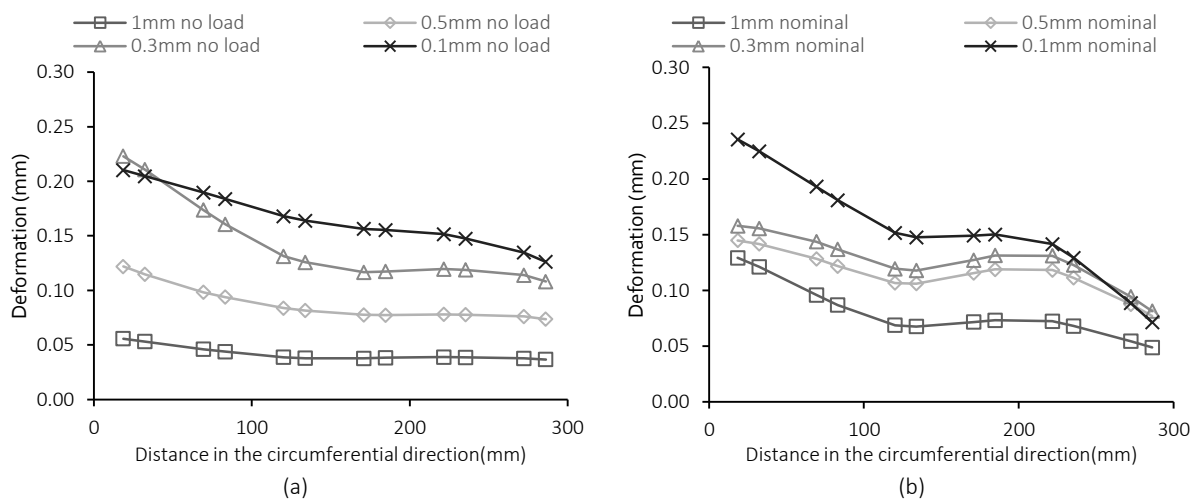 1mm no load 0.5mm no load
0.3mm no load 0.1mm no load
0.30
0.25
0.20
0.15
0.10
0.05
0.00
Deformation (mm)
0 100 200 300
Distance in the circumferential direction(mm)
(a)
1mm nominal 0.5mm nominal
0.3mm nominal 0.1mm nominal
0.30
0.25
0.20
0.15
0.10
0.05
0.00
Deformation (mm)
0 100 200 300
Distance in the circumferential direction(mm)
(b)